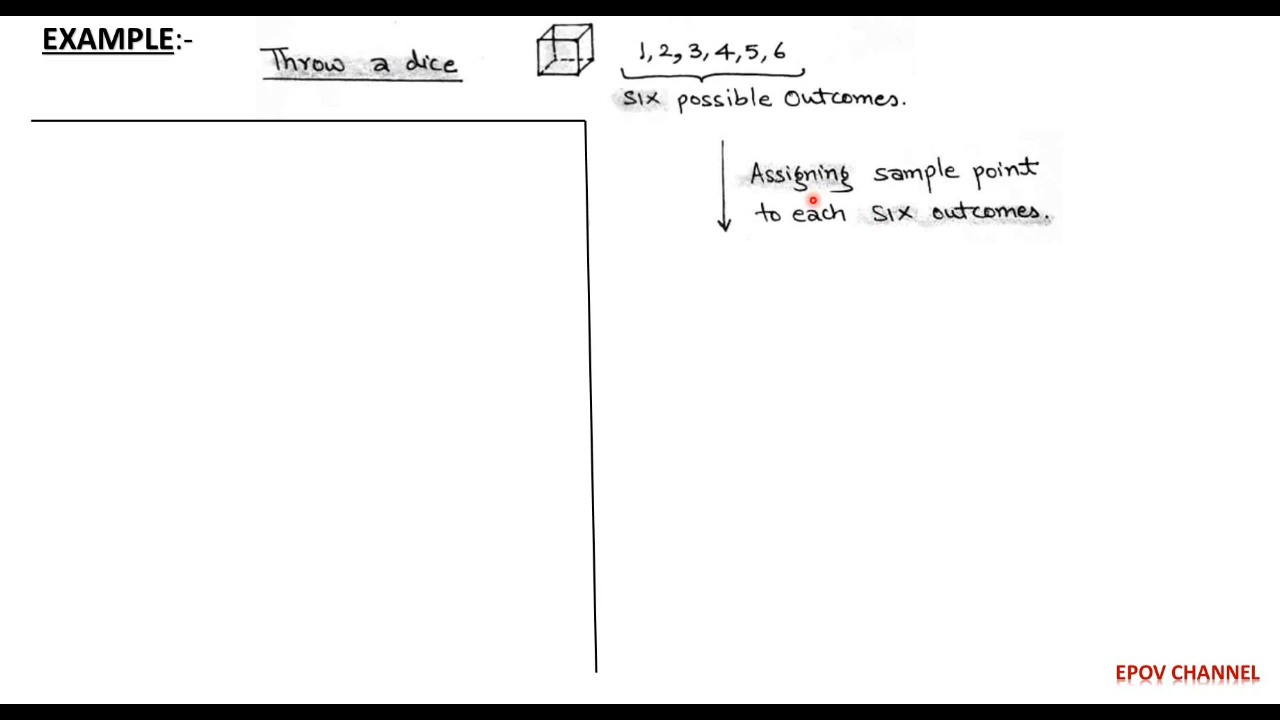 EXAMPLE:-
Throw a dice
1, 2, 3, 4, 5, 6
six possible Outcomes.
Assigning sample point
to each six outcomes.
EPOV CHANNEL